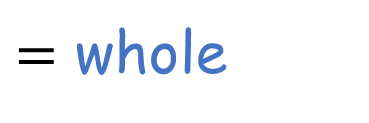 = whole